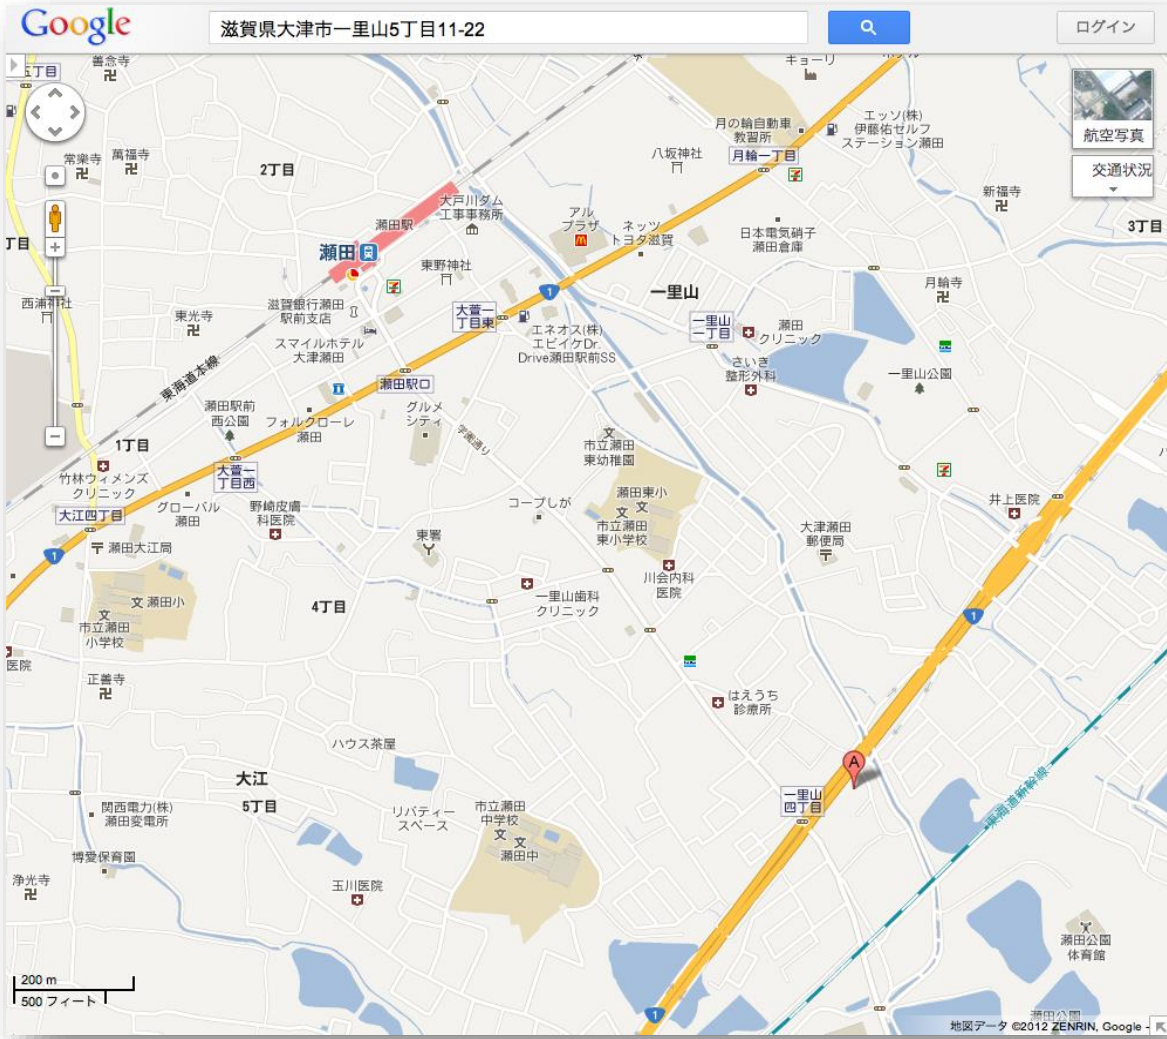 Google
滋賀県大津市一里山5丁目11-22
ログイン
五丁目
善念寺
キョーリ
航空写真
交通状況
月の輪自動車
教習所
エッソ(株)
伊藤佑セルフ
ステーション瀬田
月輪一丁目
八坂神社
常樂寺
萬福寺
2丁目
大戸川ダム
工事事務所
瀬田駅
瀬田
アル
プラザ
ネッツ
トヨタ滋賀
日本電気硝子
瀬田倉庫
新福寺
3丁目
丁目
東野神社
月輪寺
西浦神社
東光寺
滋賀銀行瀬田
駅前支店
大萱一
丁目東
1
一里山
一里山
一丁目
瀬田
クリニック
スマイルホテル
大津瀬田
エネオス(株)
エビイケDr.
Drive瀬田駅前SS
さいき
整形外科
一里山公園
東海道本線
瀬田駅口
瀬田駅前
西公園
フォルクローレ
瀬田
グルメ
シティ
学園通り
市立瀬田
東幼稚園
1丁目
竹林ウィメンズ
クリニック
大萱一
丁目西
グローバル
瀬田
野崎皮膚
科医院
コープしが
瀬田東小
市立瀬田
東小学校
大津瀬田
郵便局
井上医院
大江四丁目
瀬田大江局
東署
1
川会内科
医院
一里山歯科
クリニック
瀬田小
市立瀬田
小学校
4丁目
1
医院
正善寺
はえうち
診療所
ハウス茶屋
A
大江
5丁目
一里山
四丁目
関西電力(株)
瀬田変電所
リバティー
スペース
市立瀬田
中学校
瀬田中
博愛保育園
浄光寺
玉川医院
瀬田公園
体育館
200 m
500 フィート
1
瀬田公園
地図データ ©2012 ZENRIN, Google -